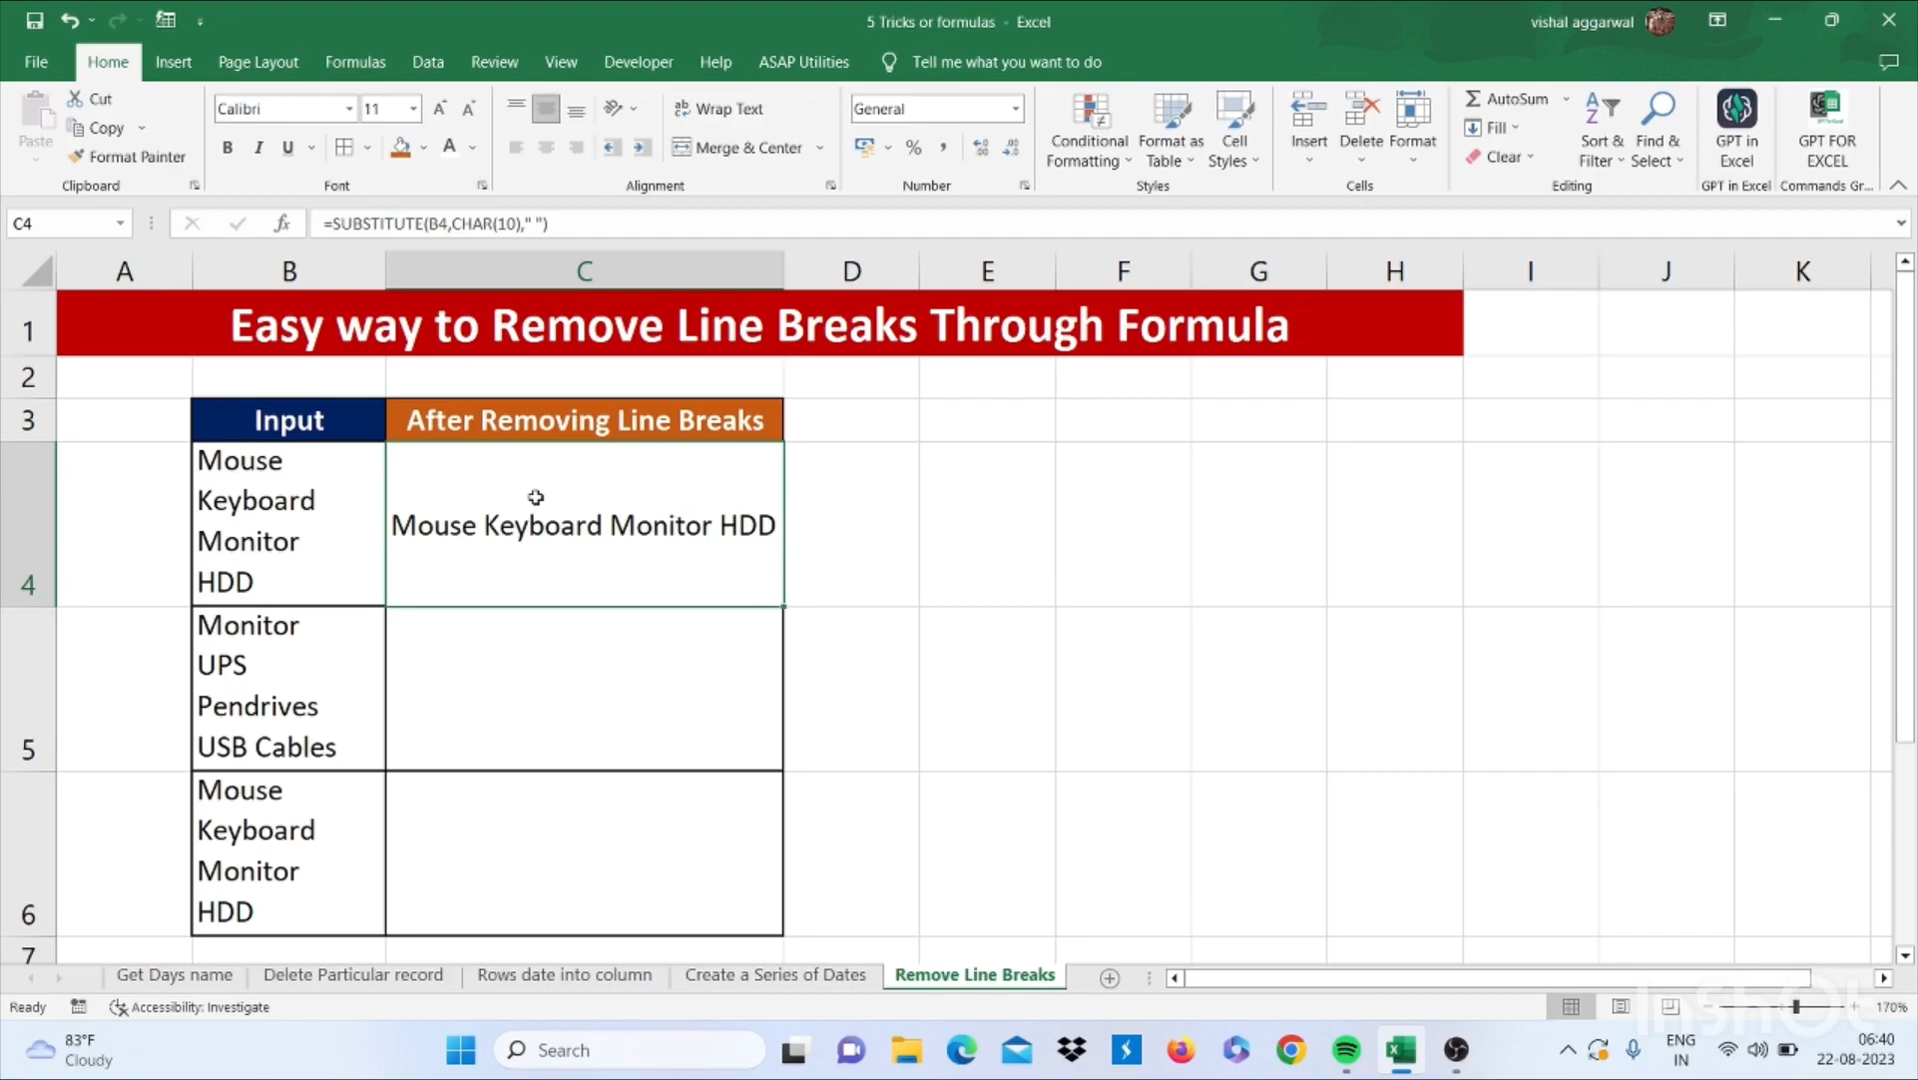 5 Tricks or formulas - Excel
vishal aggarwal
File Home Insert Page Layout Formulas Data Review View Developer Help ASAP Utilities Tell me what you want to do
Paste
Cut
Copy
Format Painter
Clipboard
Calibri 11
B I U A
Font
Wrap Text
Merge & Center
Alignment
General
%
Number
Conditional Formatting
Format as Table
Cell Styles
Styles
Insert Delete Format
Cells
AutoSum
Fill
Clear
Sort & Filter
Find & Select
Editing
GPT in Excel
GPT in Excel
GPT FOR EXCEL
Commands Gr...
C4 fx =SUBSTITUTE(B4,CHAR(10)," ")
A B C D E F G H I J K
1 Easy way to Remove Line Breaks Through Formula
2
3 Input After Removing Line Breaks
Mouse
Keyboard
Monitor
HDD
4
Mouse Keyboard Monitor HDD
Monitor
UPS
Pendrives
USB Cables
5
Mouse
Keyboard
Monitor
HDD
6
7
Get Days name Delete Particular record Rows date into column Create a Series of Dates Remove Line Breaks
Ready Accessibility: Investigate 170%
InShOt
83°F
Cloudy
Search
ENG
IN
06:40
22-08-2023